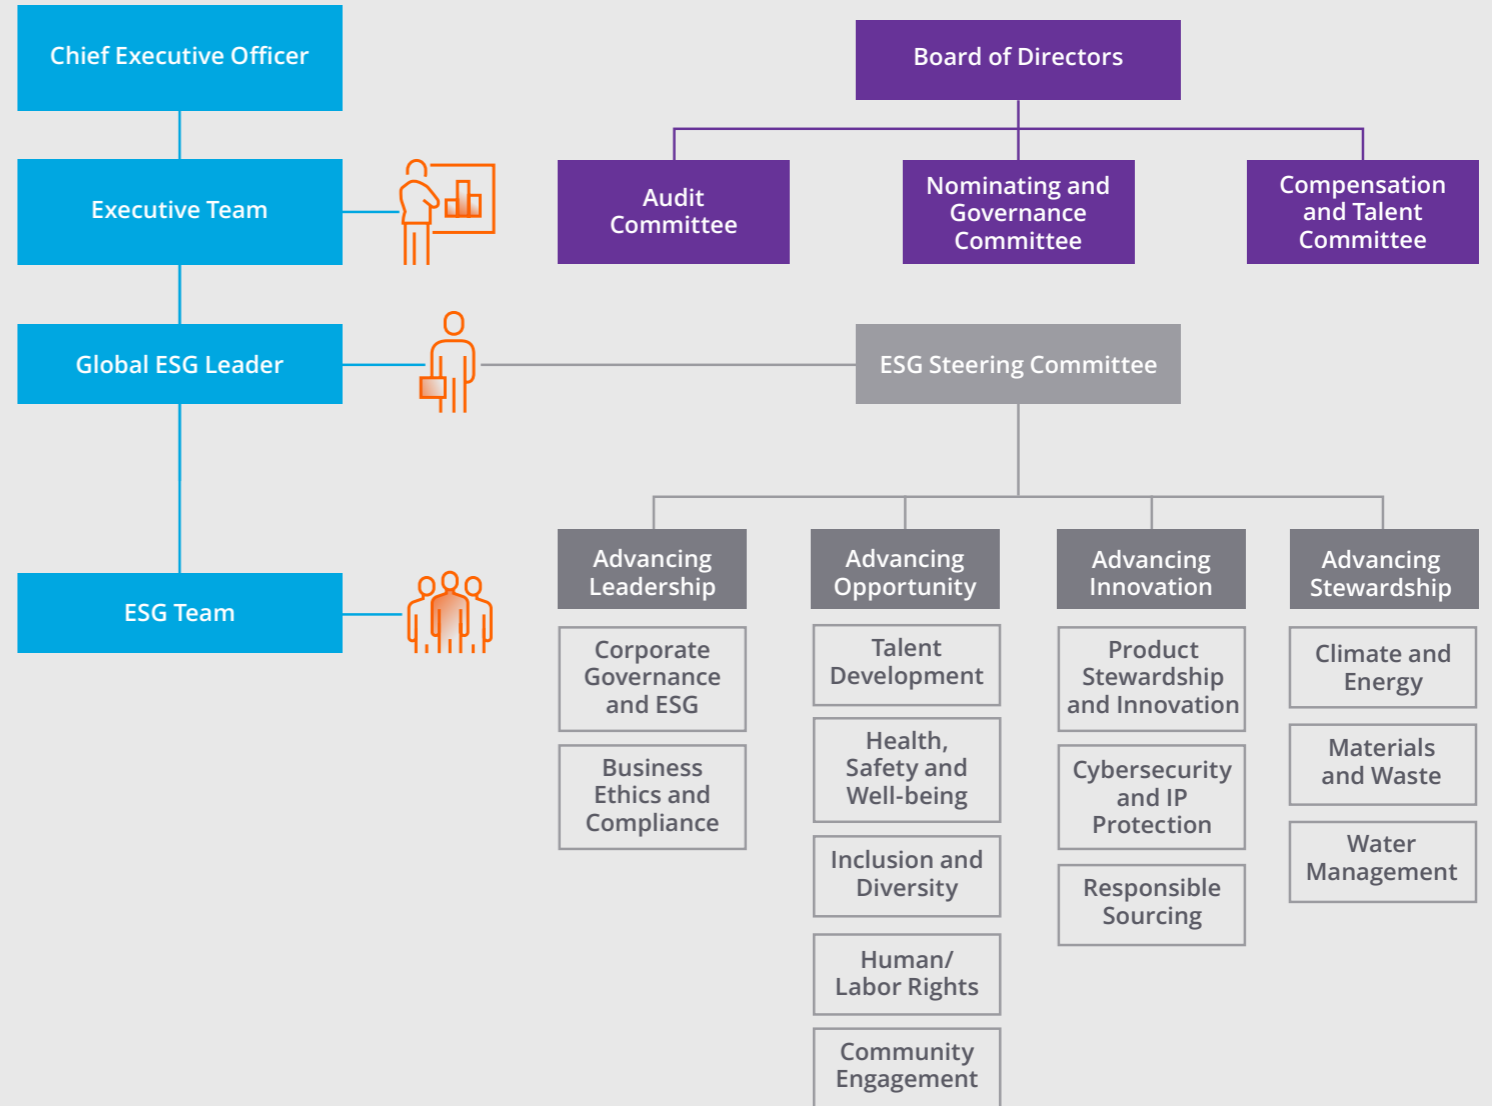 Chief Executive Officer
Executive Team
Global ESG Leader
ESG Team
Board of Directors
Audit
Committee
Nominating and
Governance
Committee
Compensation
and Talent
Committee
ESG Steering Committee
Advancing
Leadership
Corporate
Governance
and ESG
Business
Ethics and
Compliance
Advancing
Opportunity
Talent
Development
Health,
Safety and
Well-being
Inclusion and
Diversity
Human/
Labor Rights
Community
Engagement
Advancing
Innovation
Product
Stewardship
and Innovation
Cybersecurity
and IP
Protection
Responsible
Sourcing
Advancing
Stewardship
Climate and
Energy
Materials
and Waste
Water
Management